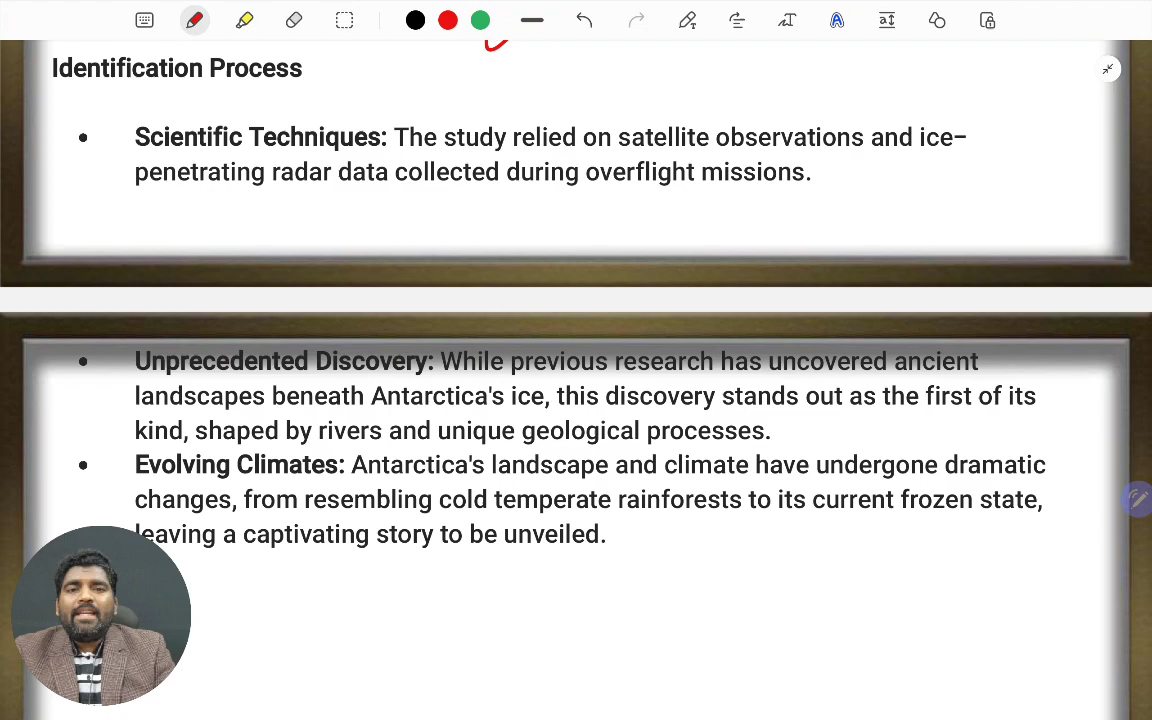 Identification Process
• Scientific Techniques: The study relied on satellite observations and ice-
penetrating radar data collected during overflight missions.
• Unprecedented Discovery: While previous research has uncovered ancient
landscapes beneath Antarctica's ice, this discovery stands out as the first of its
kind, shaped by rivers and unique geological processes.
• Evolving Climates: Antarctica's landscape and climate have undergone dramatic
changes, from resembling cold temperate rainforests to its current frozen state,
leaving a captivating story to be unveiled.